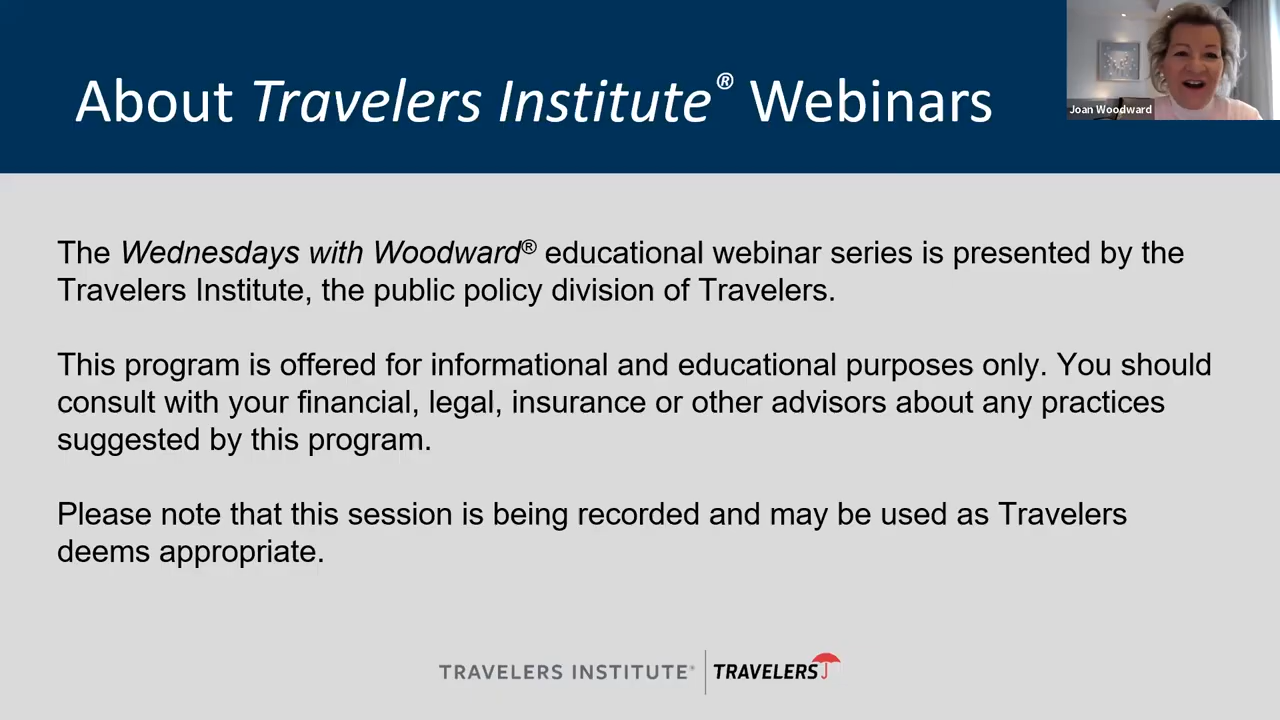 About Travelers Institute® Webinars
Joan Woodward
The Wednesdays with Woodward® educational webinar series is presented by the
Travelers Institute, the public policy division of Travelers.
This program is offered for informational and educational purposes only. You should
consult with your financial, legal, insurance or other advisors about any practices
suggested by this program.
Please note that this session is being recorded and may be used as Travelers
deems appropriate.
TRAVELERS INSTITUTE® TRAVELERS